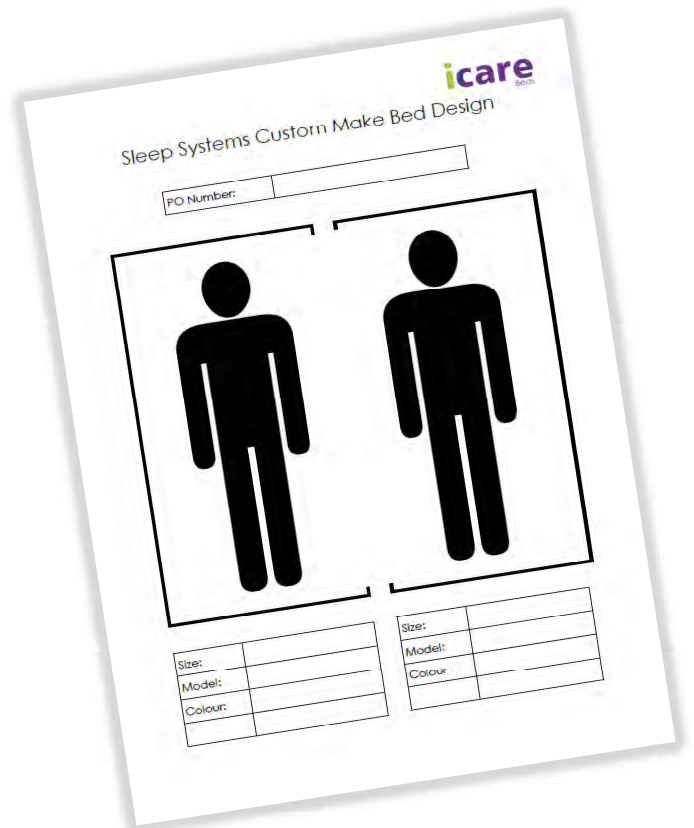 icare
Beds
Sleep Systems Custom Make Bed Design
PO Number:
Size:
Model:
Colour:
Size:
Model:
Colour